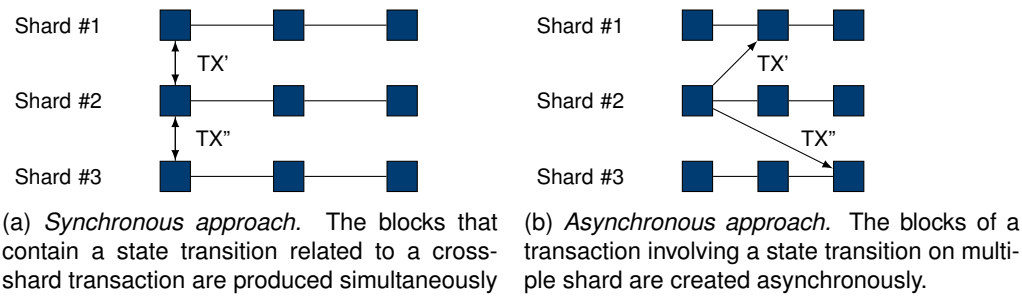 Shard #1
TX'
Shard #2
TX"
Shard #3
(a) Synchronous approach. The blocks that
contain a state transition related to a cross-
shard transaction are produced simultaneously
Shard #1
TX'
Shard #2
TX"
Shard #3
(b) Asynchronous approach. The blocks of a
transaction involving a state transition on multi-
ple shard are created asynchronously.